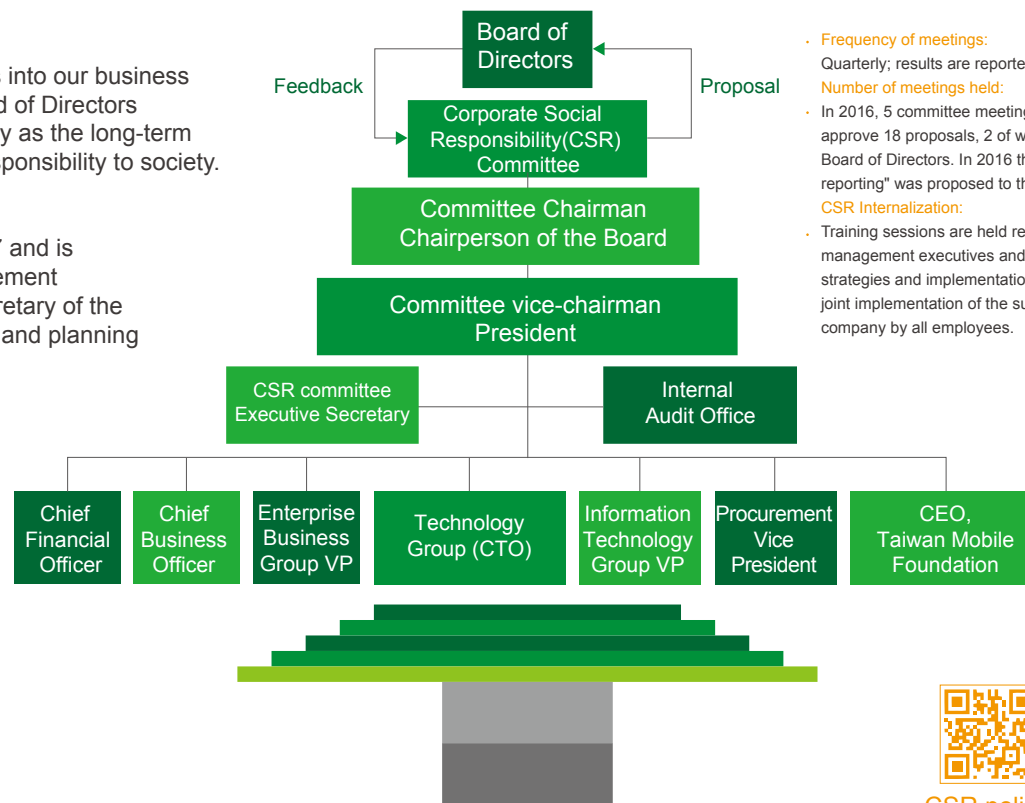 into our business
d of Directors
y as the long-term
sponsibility to society.
and is
ement
retary of the
and planning
Board of
Directors
Feedback
Proposal
Corporate Social
Responsibility(CSR)
Committee
Committee Chairman
Chairperson of the Board
Committee vice-chairman
President
CSR committee
Executive Secretary
Internal
Audit Office
Chief
Financial
Officer
Chief
Business
Officer
Enterprise
Business
Group VP
Technology
Group (CTO)
Information
Technology
Group VP
Procurement
Vice
President
CEO,
Taiwan Mobile
Foundation
• Frequency of meetings:
Quarterly; results are reporte
Number of meetings held:
• In 2016, 5 committee meeting
approve 18 proposals, 2 of w
Board of Directors. In 2016 th
reporting" was proposed to th
CSR Internalization:
• Training sessions are held re
management executives and
strategies and implementatio
joint implementation of the su
company by all employees.